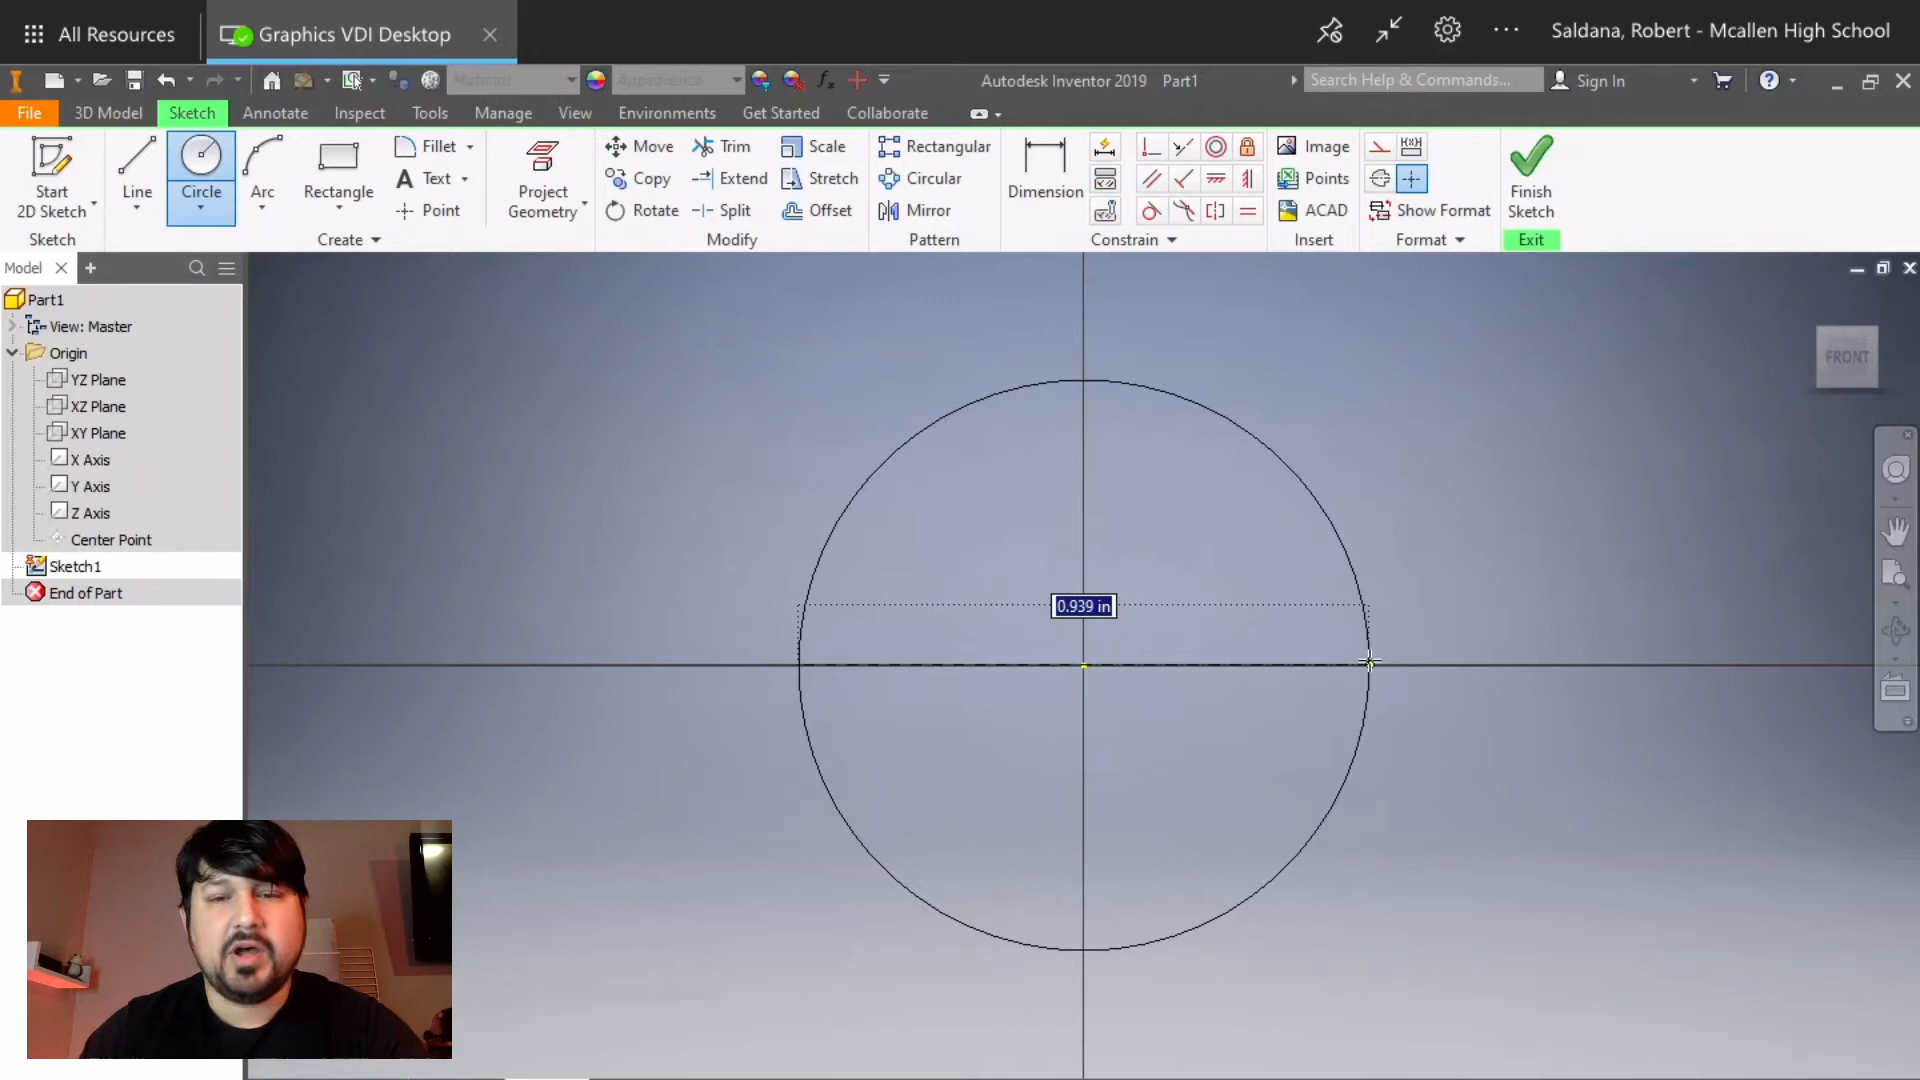 All Resources
Graphics VDI Desktop
Saldana, Robert - Mcallen High School
Material
Appearance
fx
Autodesk Inventor 2019 Part1
Search Help & Commands...
Sign In
File
3D Model
Sketch
Annotate
Inspect
Tools
Manage
View
Environments
Get Started
Collaborate
Start
2D Sketch
Sketch
Line
Circle
Arc
Rectangle
Fillet
Text
Point
Create
Project
Geometry
Move
Copy
Rotate
Trim
Extend
Split
Scale
Stretch
Offset
Modify
Rectangular
Circular
Mirror
Pattern
Dimension
Constrain
Image
Points
ACAD
Insert
Show Format
Format
Finish
Sketch
Exit
Model
Part1
View: Master
Origin
YZ Plane
XZ Plane
XY Plane
X Axis
Y Axis
Z Axis
Center Point
Sketch1
End of Part
FRONT
0.939 in